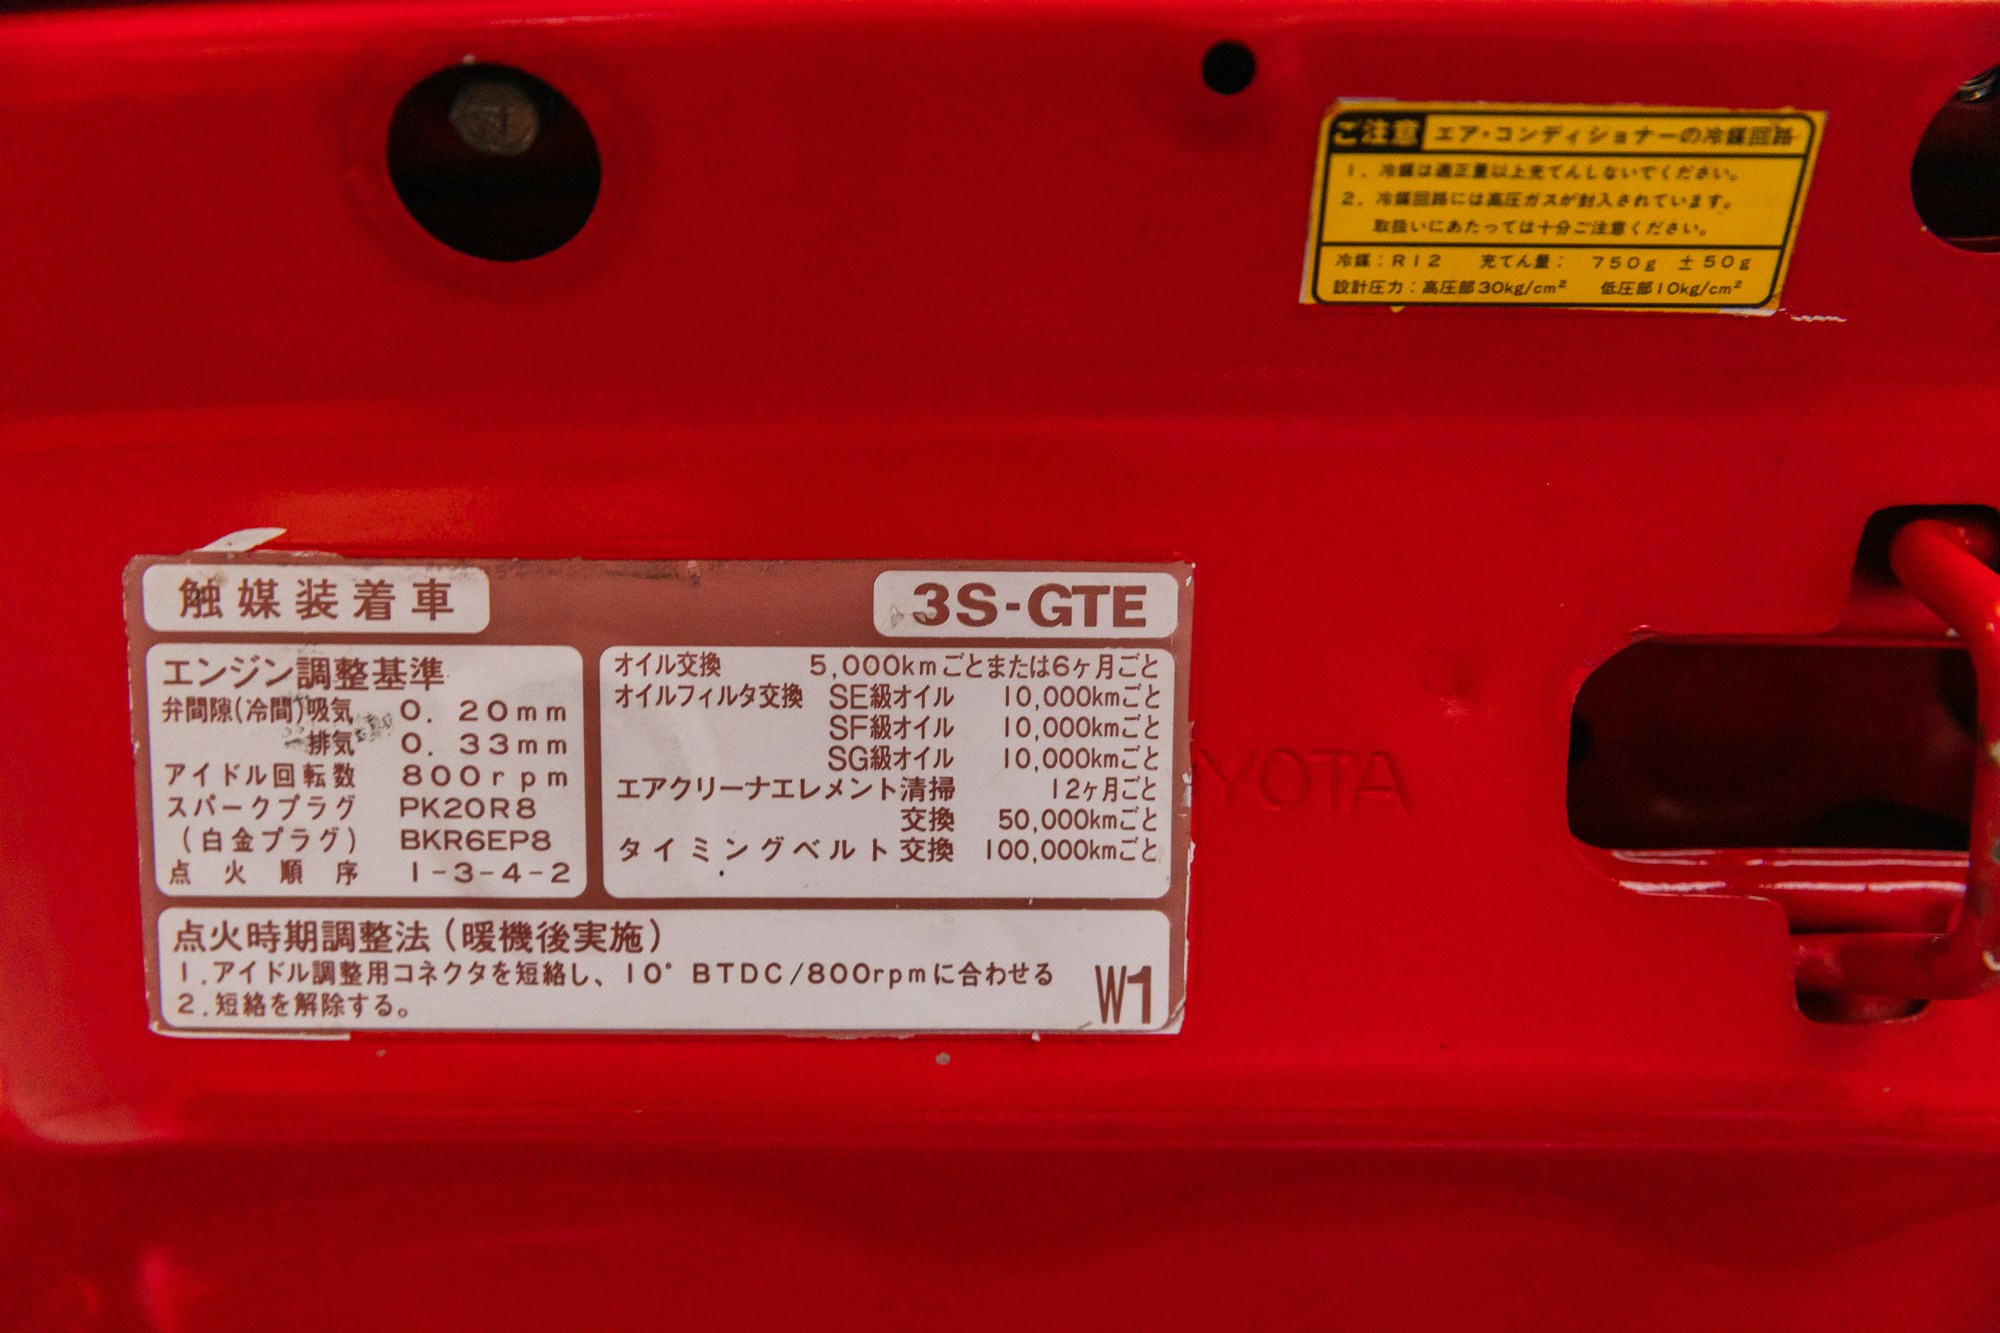 ご注意 エア・コンディショナーの冷媒回路
1. 冷媒は適正量以上充てんしないでください。
2. 冷媒回路には高圧ガスが封入されています。
取扱いにあたっては十分ご注意ください。
冷媒：R12 充てん量： 750g ±50g
設計圧力：高圧部30kg/cm² 低圧部10kg/cm²
触媒装着車
3S-GTE
エンジン調整基準
弁間隙(冷間)吸気 0.20mm
排気 0.33mm
アイドル回転数 800rpm
スパークプラグ PK20R8
(白金プラグ) BKR6EP8
点火順序 1-3-4-2
オイル交換 5,000kmごとまたは6ヶ月ごと
オイルフィルタ交換 SE級オイル 10,000kmごと
SF級オイル 10,000kmごと
SG級オイル 10,000kmごと
エアクリーナエレメント清掃 12ヶ月ごと
交換 50,000kmごと
タイミングベルト交換 100,000kmごと
点火時期調整法(暖機後実施)
1.アイドル調整用コネクタを短絡し、10° BTDC/800rpmに合わせる
2.短絡を解除する。
W1
YOTA